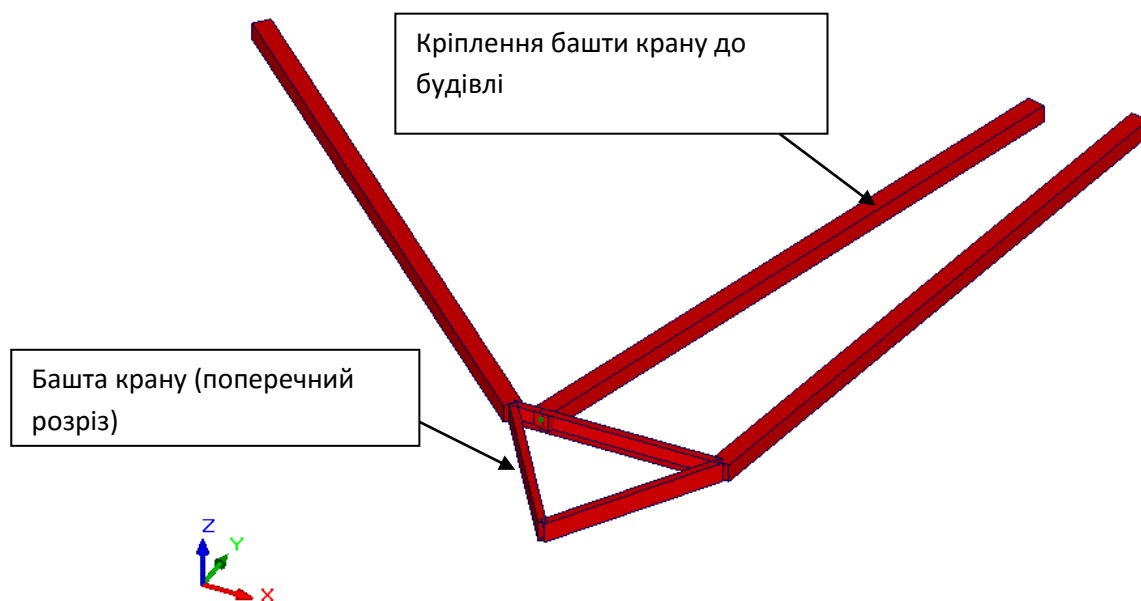 Кріплення башти крану до
будівлі
Башта крану (поперечний
розріз)
Z
Y
X